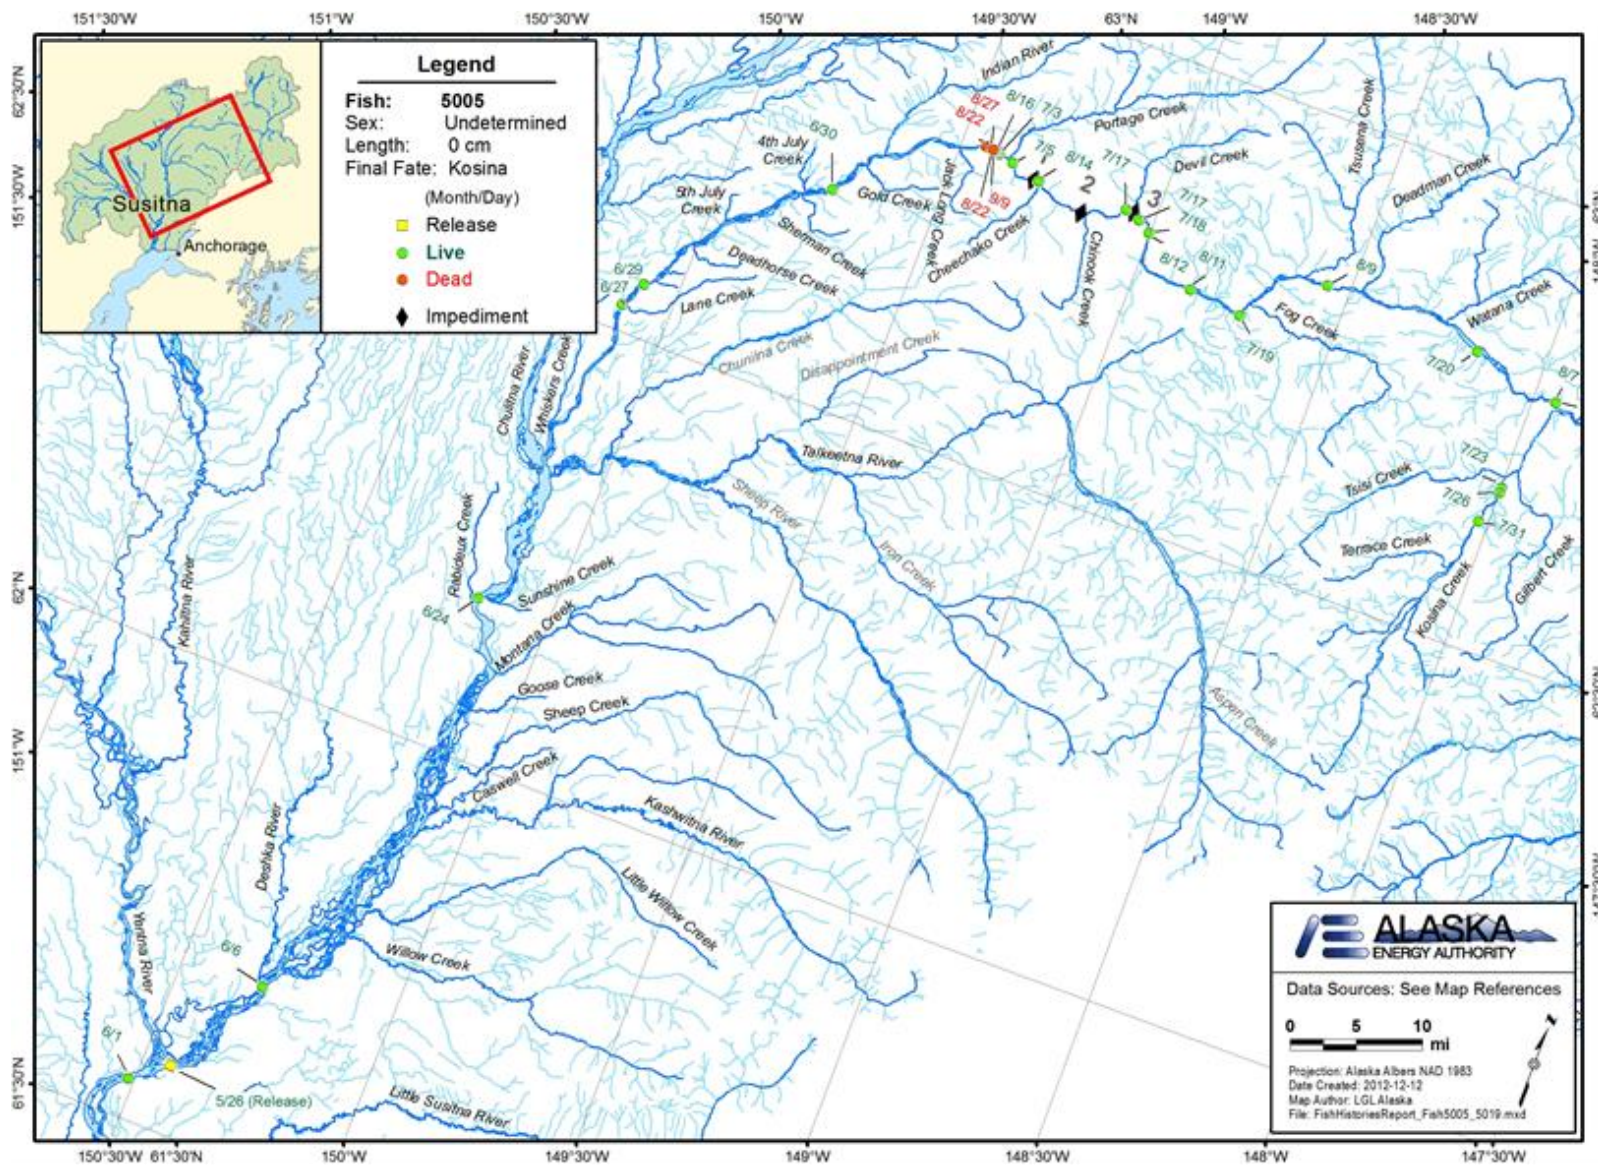 151°30'W
151°W
150°30'W
150°W
149°30'W
63°N
149°W
148°30'W
62°30'N
151°30'W
62°N
151°W
61°30'N
Susitna
Anchorage
Legend
Fish: 5005
Sex: Undetermined
Length: 0 cm
Final Fate: Kosina
(Month/Day)
Release
Live
Dead
Impediment
Indian River
8/27
8/16
7/3
8/22
Portage Creek
6/30
4th July
Creek
7/5
8/14
7/17
Devil Creek
Tsusena Creek
Deadman Creek
2
3
5th July
Creek
Gold Creek
Jack Long Creek
9/9
8/22
7/17
7/18
Sherman Creek
Cheechako Creek
Chinook Creek
8/12
8/11
8/9
Deadhorse Creek
6/29
6/27
Lane Creek
Fog Creek
Watana Creek
Chulitna River
Whiskers Creek
Chunilna Creek
Disappointment Creek
7/19
7/20
8/7
Talkeetna River
7/23
Tsisi Creek
7/26
7/31
Sheep River
Iron Creek
Terrace Creek
Kosina Creek
Gilbert Creek
Rabideux Creek
Kahiltna River
Sunshine Creek
6/24
Montana Creek
Goose Creek
Sheep Creek
Aspen Creek
Caswell Creek
Kashwitna River
Deshka River
Little Willow Creek
Willow Creek
Yentna River
6/6
6/1
5/26 (Release)
Little Susitna River
ALASKA
ENERGY AUTHORITY
Data Sources: See Map References
0 5 10
mi
N
Projection: Alaska Albers NAD 1983
Date Created: 2012-12-12
Map Author: LGL Alaska
File: FishHistoriesReport_Fish5005_5019.mxd
150°30'W
61°30'N
150°W
149°30'W
149°W
148°30'W
148°W
147°30'W